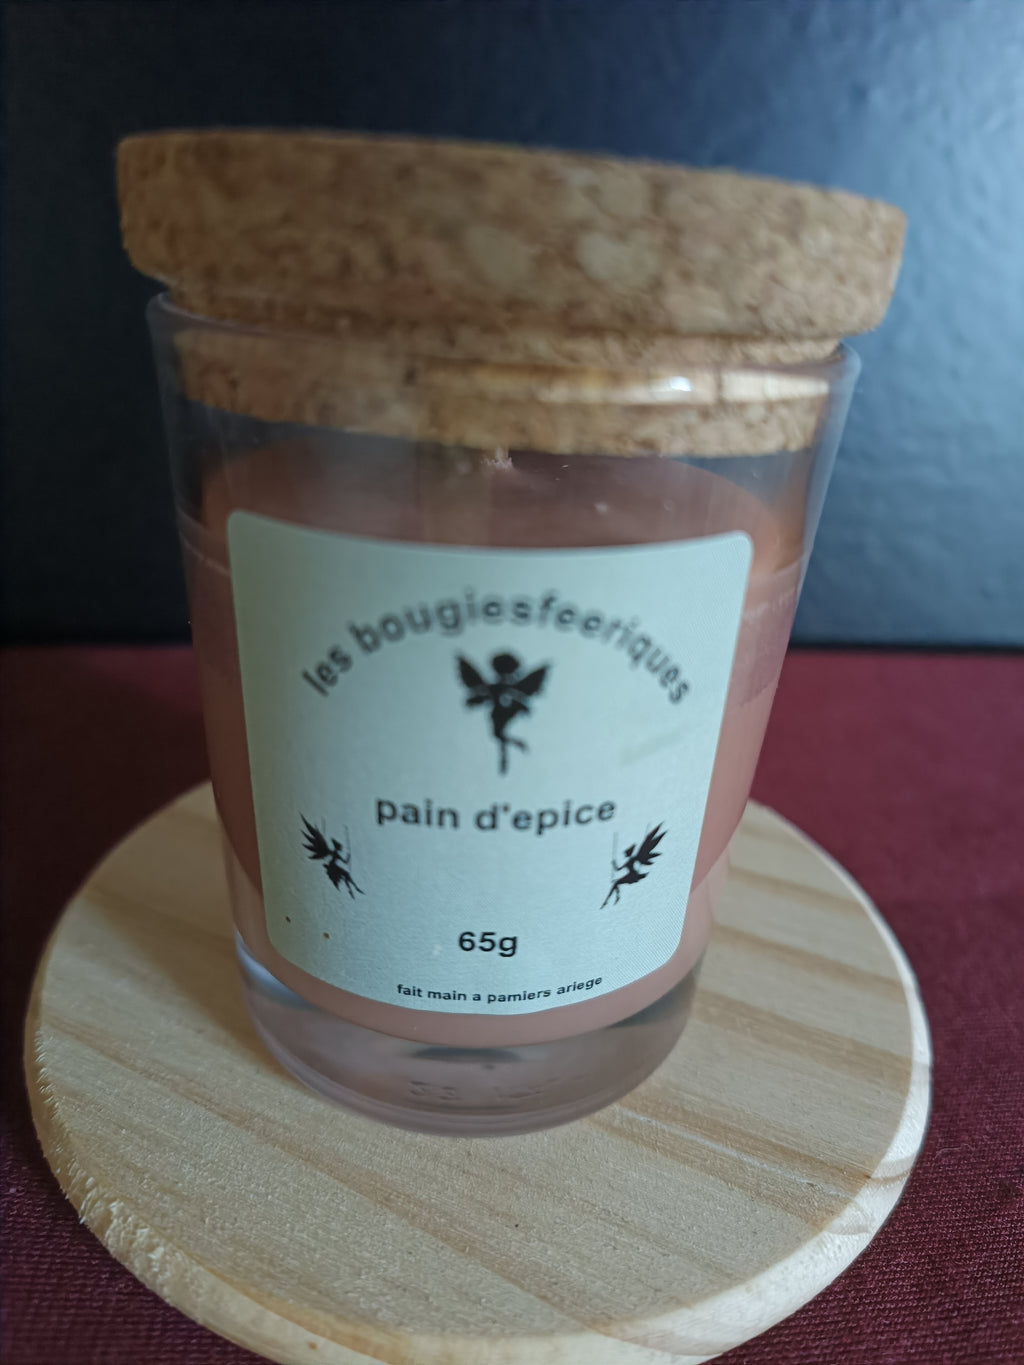 les bougiesfeeriques
pain d'epice
65g
fait main a pamiers ariege